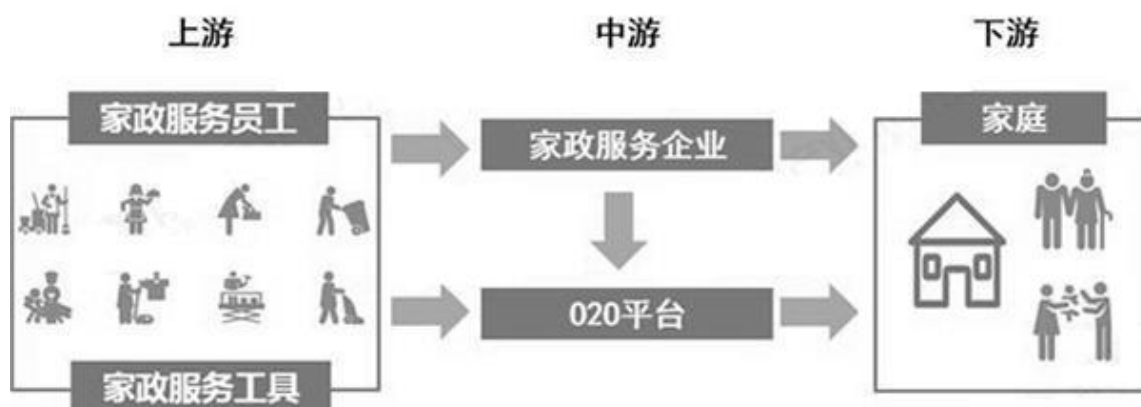 上游
中游
下游
家政服务员工
家政服务企业
家庭
020平台
家政服务工具